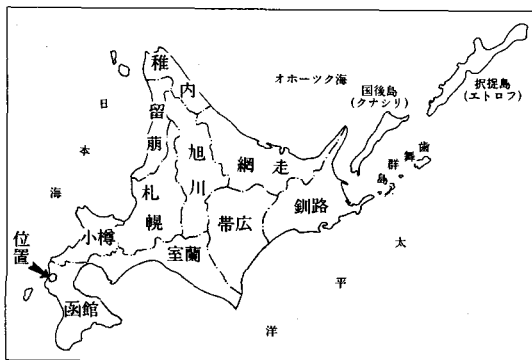 稚内
留萌
旭川
網走
札幌
小樽
帯広
釧路
室蘭
函館
位置
日本海
オホーツク海
国後島
(クナシリ)
択捉島
(エトロフ)
歯舞群島
太平洋